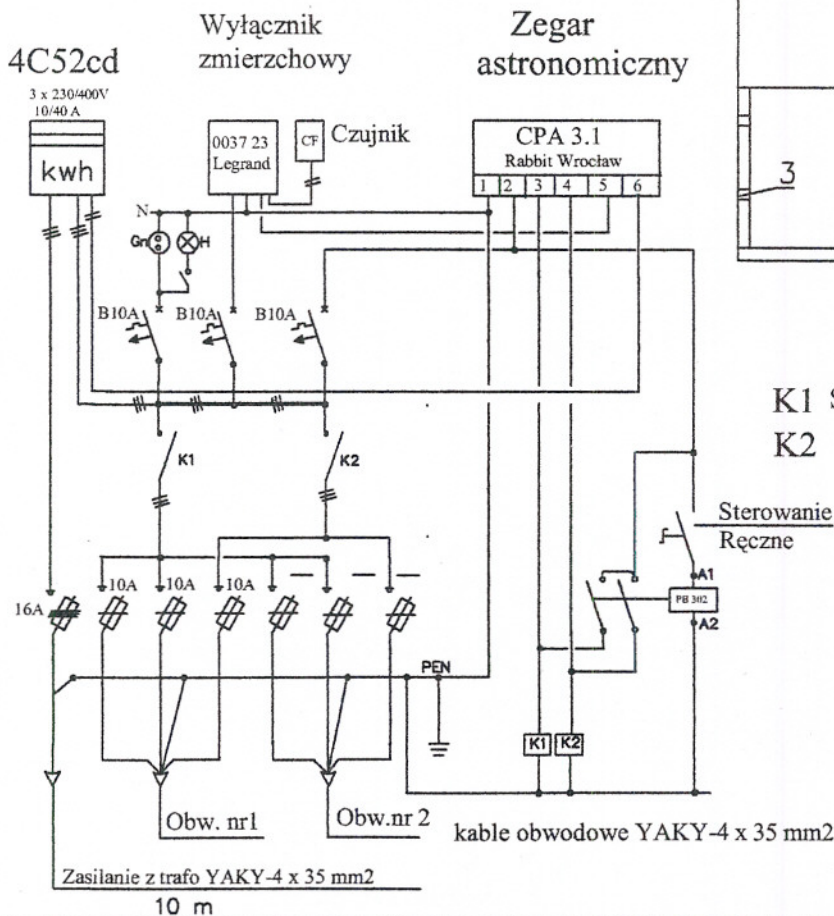 Wyłącznik
zmierzchowy
Zegar
astronomiczny
4C52cd
3 x 230/400V
10/40 A
kwh
0037 23
Legrand
CF
Czujnik
CPA 3.1
Rabbit Wrocław
1 2 3 4 5 6
3
N
Gn
H
B10A
B10A
B10A
K1
K2
K1
K2
Sterowanie
Ręczne
A1
PB 302
A2
16A
10A
10A
10A
PEN
K1
K2
Obw. nr1
Obw.nr 2
kable obwodowe YAKY-4 x 35 mm2
Zasilanie z trafo YAKY-4 x 35 mm2
10 m